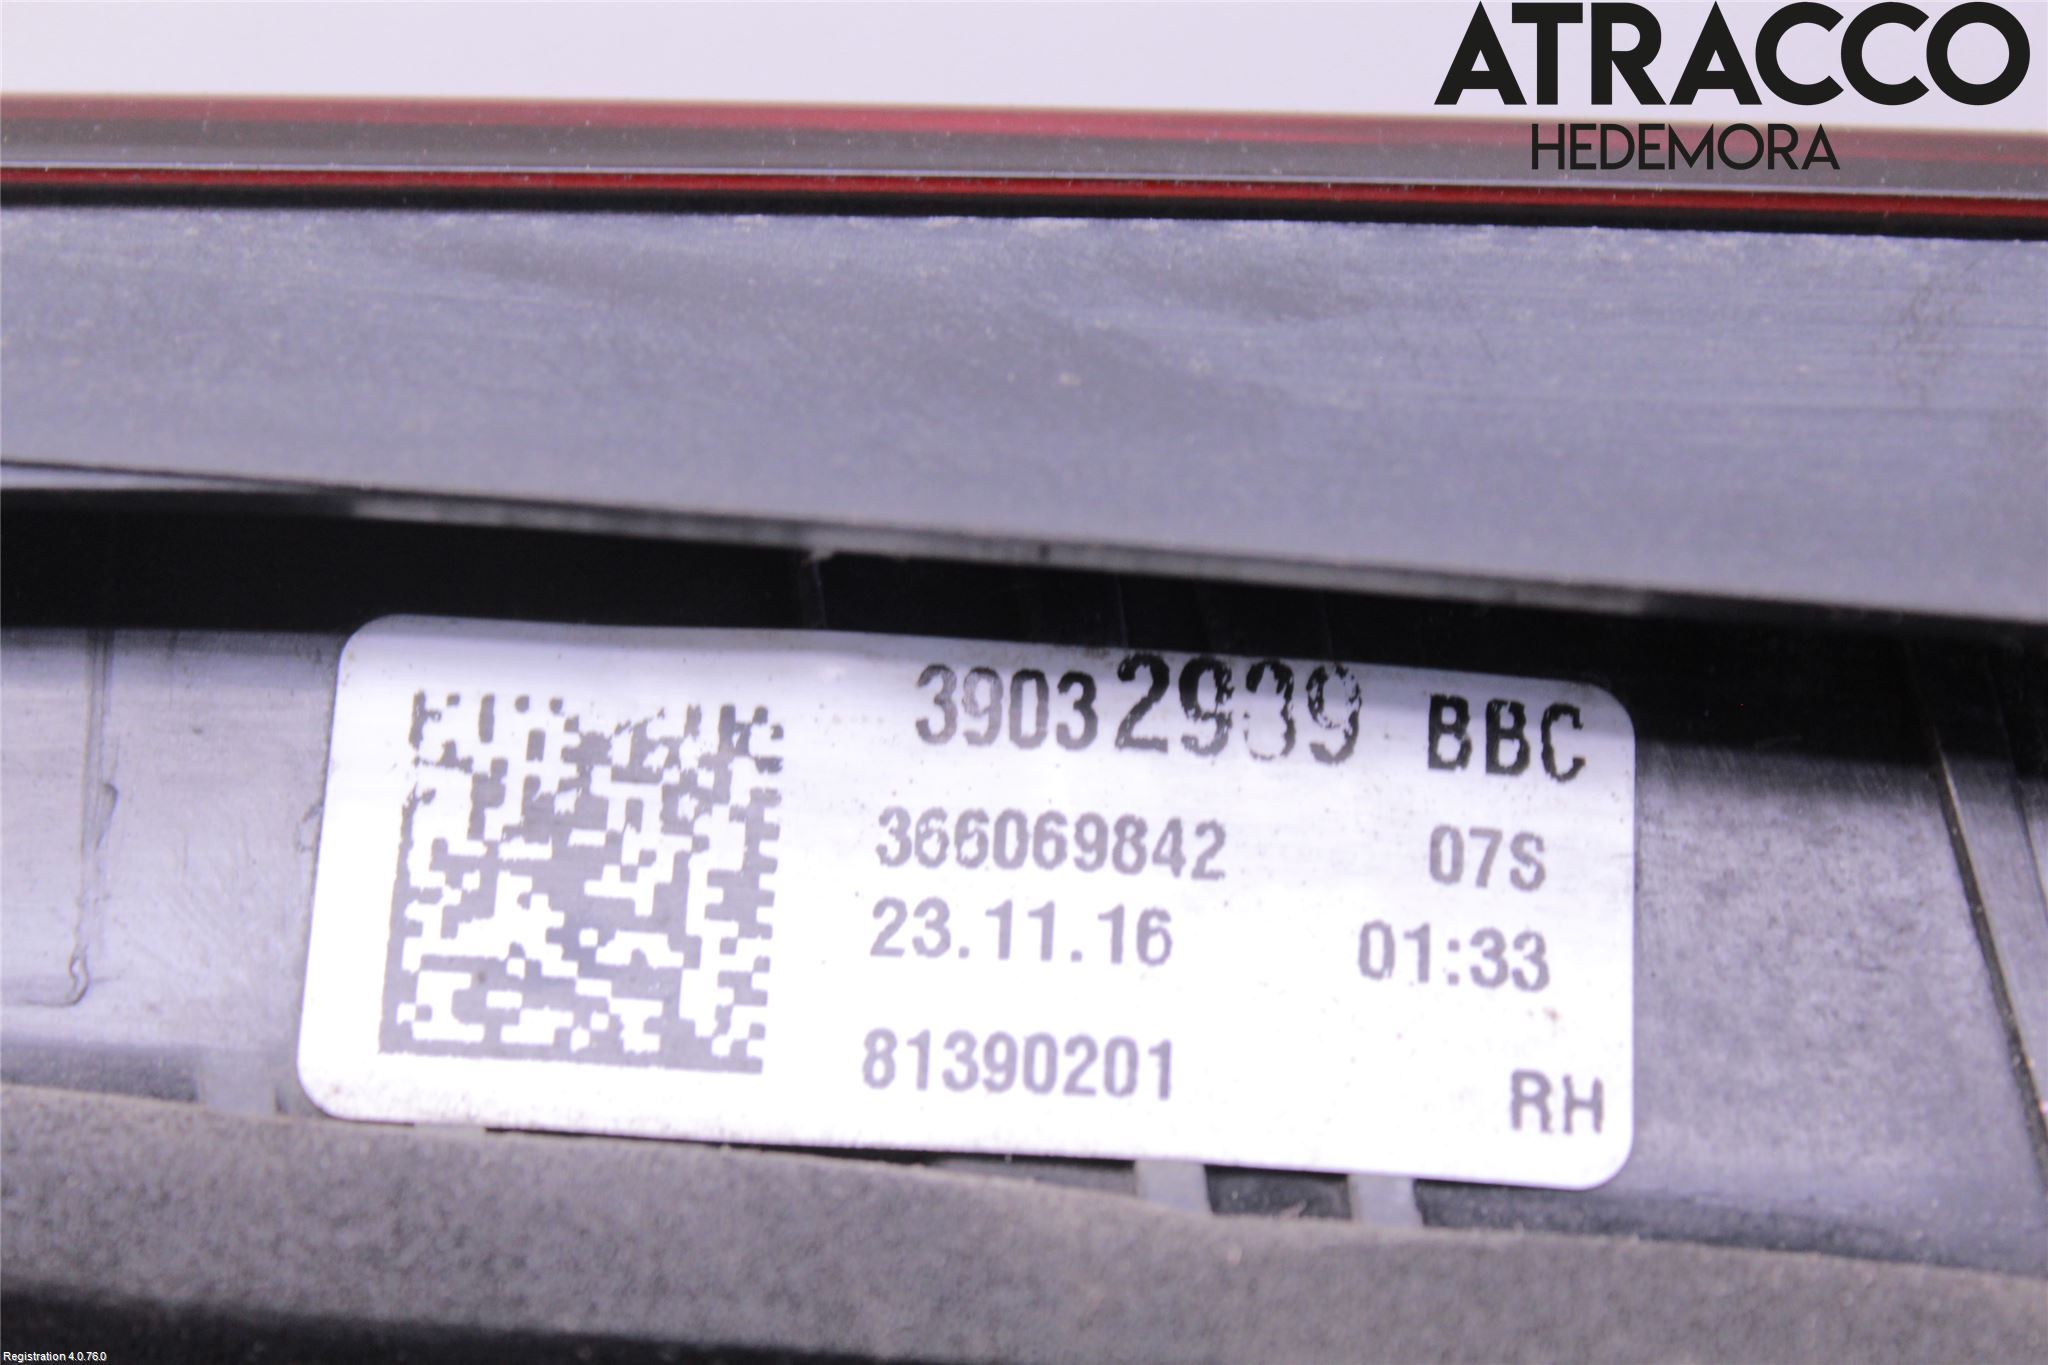 ATRACCO
HEDEMORA
39032939 BBC
366069842 07S
23.11.16 01:33
81390201
RH
Registration 4.0.76.0